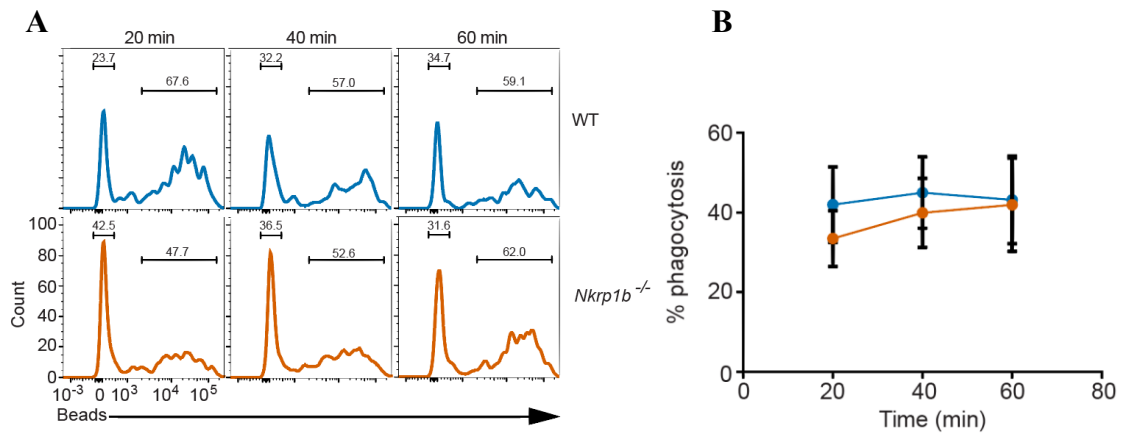 A
B
20 min 40 min 60 min
23.7 32.2 34.7
67.6 57.0 59.1
WT
42.5 36.5 31.6
47.7 52.6 62.0
Nkrp1b -/-
100
80
60
40
20
0
Count
10-3 0 103 104 105
Beads
60
40
20
0
% phagocytosis
0 20 40 60 80
Time (min)